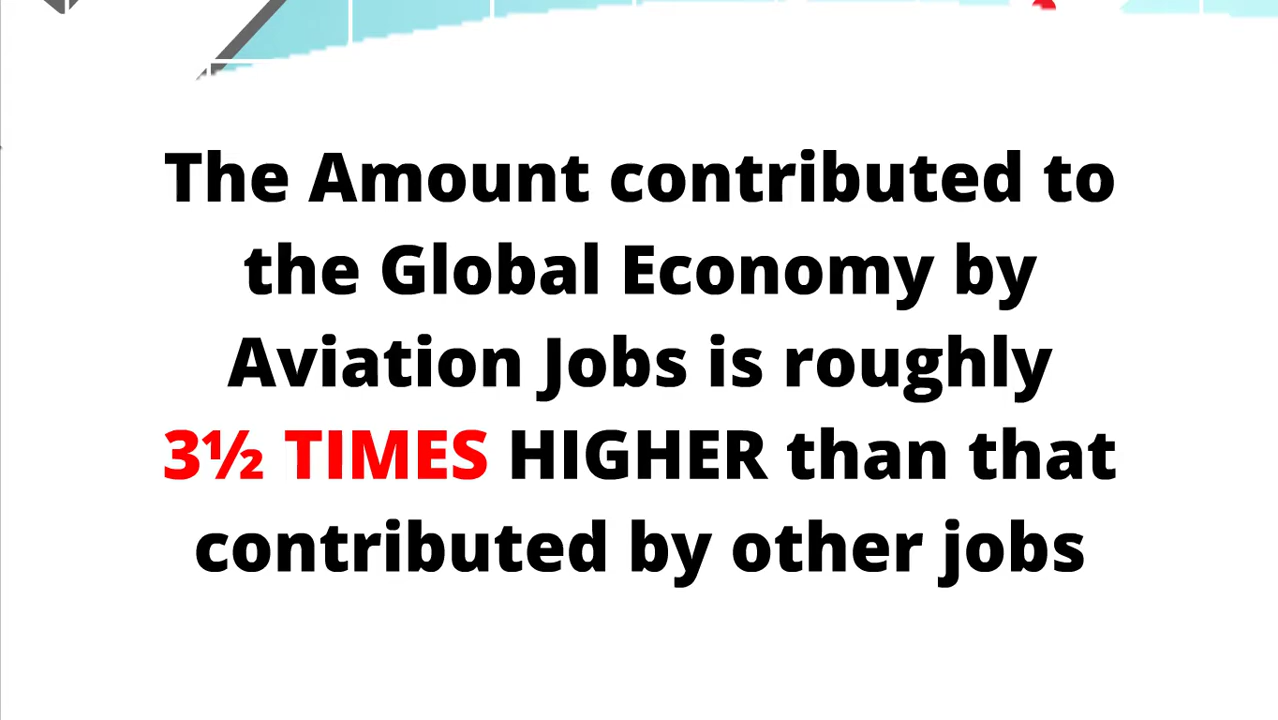 The Amount contributed to
the Global Economy by
Aviation Jobs is roughly
3½ TIMES HIGHER than that
contributed by other jobs